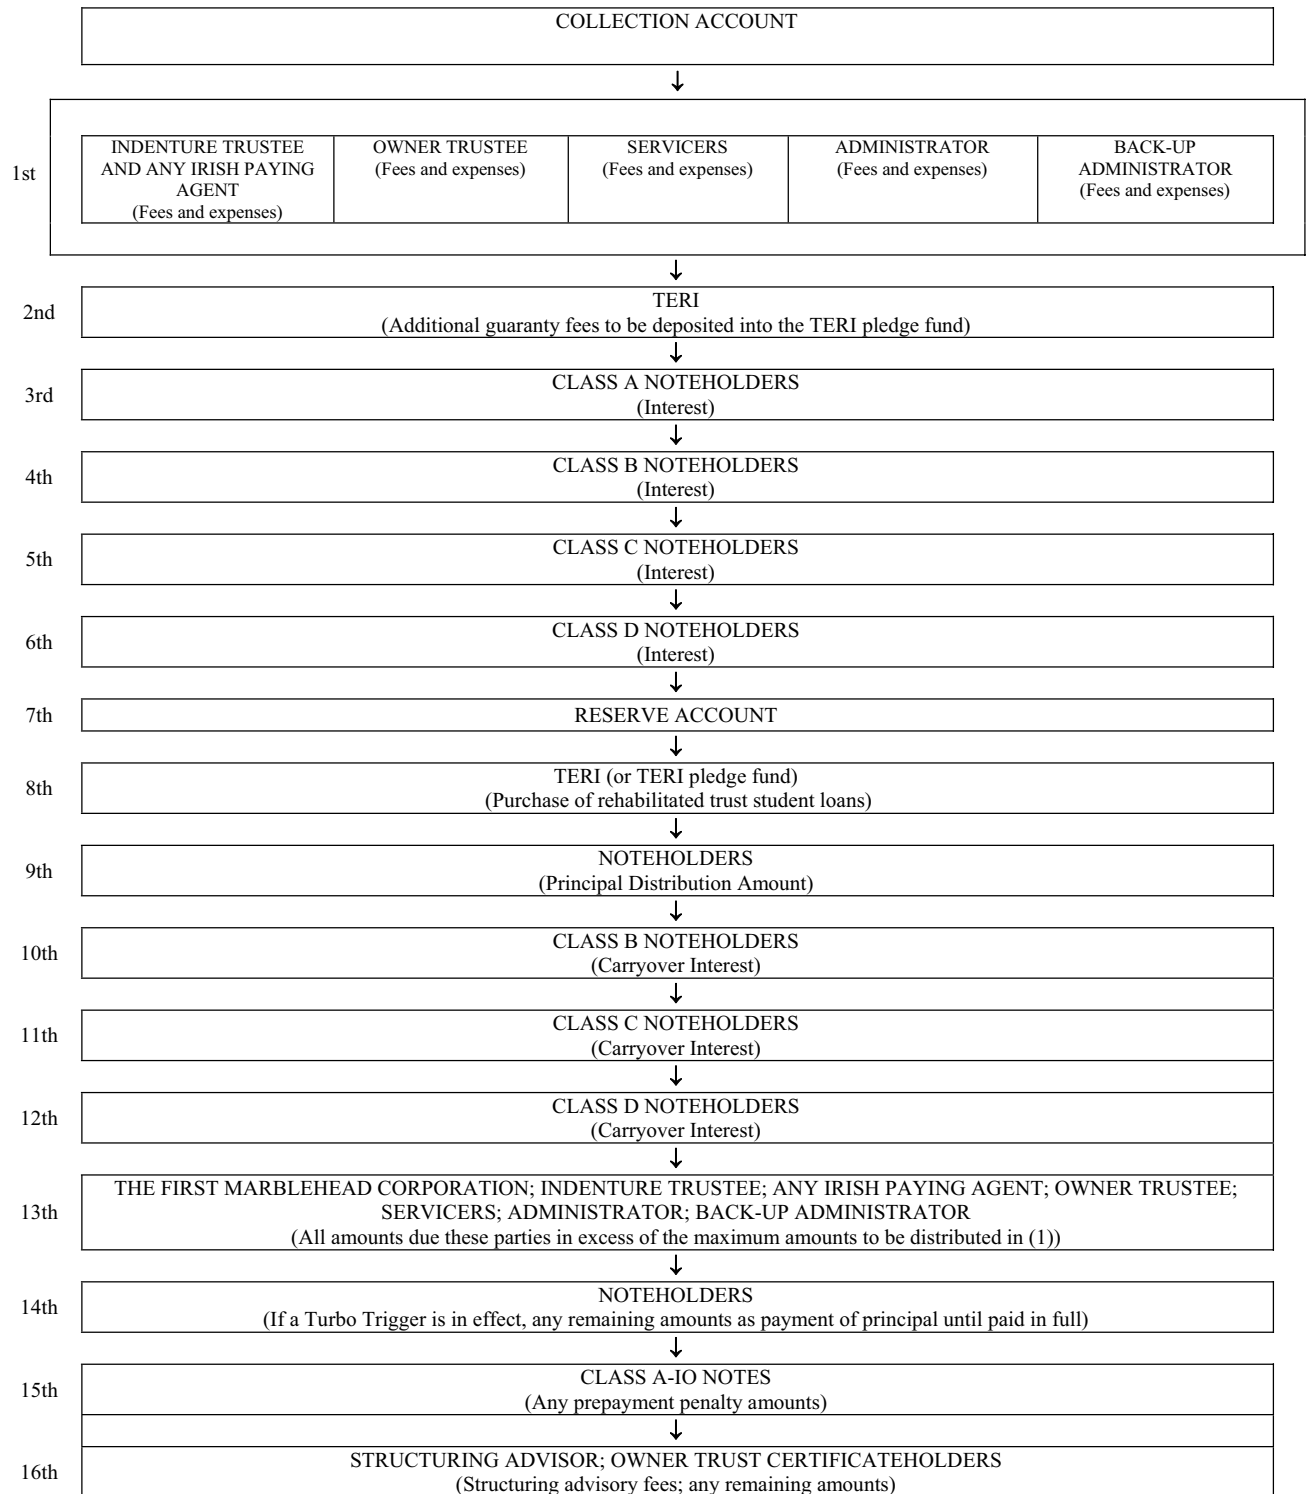 COLLECTION ACCOUNT
↓
1st
INDENTURE TRUSTEE
AND ANY IRISH PAYING
AGENT
(Fees and expenses)
OWNER TRUSTEE
(Fees and expenses)
SERVICERS
(Fees and expenses)
ADMINISTRATOR
(Fees and expenses)
BACK-UP
ADMINISTRATOR
(Fees and expenses)
↓
2nd
TERI
(Additional guaranty fees to be deposited into the TERI pledge fund)
↓
3rd
CLASS A NOTEHOLDERS
(Interest)
↓
4th
CLASS B NOTEHOLDERS
(Interest)
↓
5th
CLASS C NOTEHOLDERS
(Interest)
↓
6th
CLASS D NOTEHOLDERS
(Interest)
↓
7th
RESERVE ACCOUNT
↓
8th
TERI (or TERI pledge fund)
(Purchase of rehabilitated trust student loans)
↓
9th
NOTEHOLDERS
(Principal Distribution Amount)
↓
10th
CLASS B NOTEHOLDERS
(Carryover Interest)
↓
11th
CLASS C NOTEHOLDERS
(Carryover Interest)
↓
12th
CLASS D NOTEHOLDERS
(Carryover Interest)
↓
13th
THE FIRST MARBLEHEAD CORPORATION; INDENTURE TRUSTEE; ANY IRISH PAYING AGENT; OWNER TRUSTEE;
SERVICERS; ADMINISTRATOR; BACK-UP ADMINISTRATOR
(All amounts due these parties in excess of the maximum amounts to be distributed in (1))
↓
14th
NOTEHOLDERS
(If a Turbo Trigger is in effect, any remaining amounts as payment of principal until paid in full)
↓
15th
CLASS A-IO NOTES
(Any prepayment penalty amounts)
↓
16th
STRUCTURING ADVISOR; OWNER TRUST CERTIFICATEHOLDERS
(Structuring advisory fees; any remaining amounts)